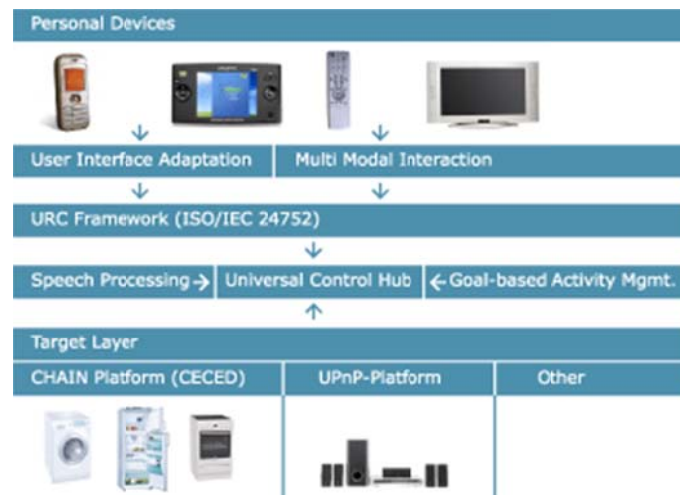 Personal Devices
User Interface Adaptation
Multi Modal Interaction
URC Framework (ISO/IEC 24752)
Speech Processing→
Universal Control Hub
←Goal-based Activity Mgmt.
Target Layer
CHAIN Platform (CECED)
UPnP-Platform
Other